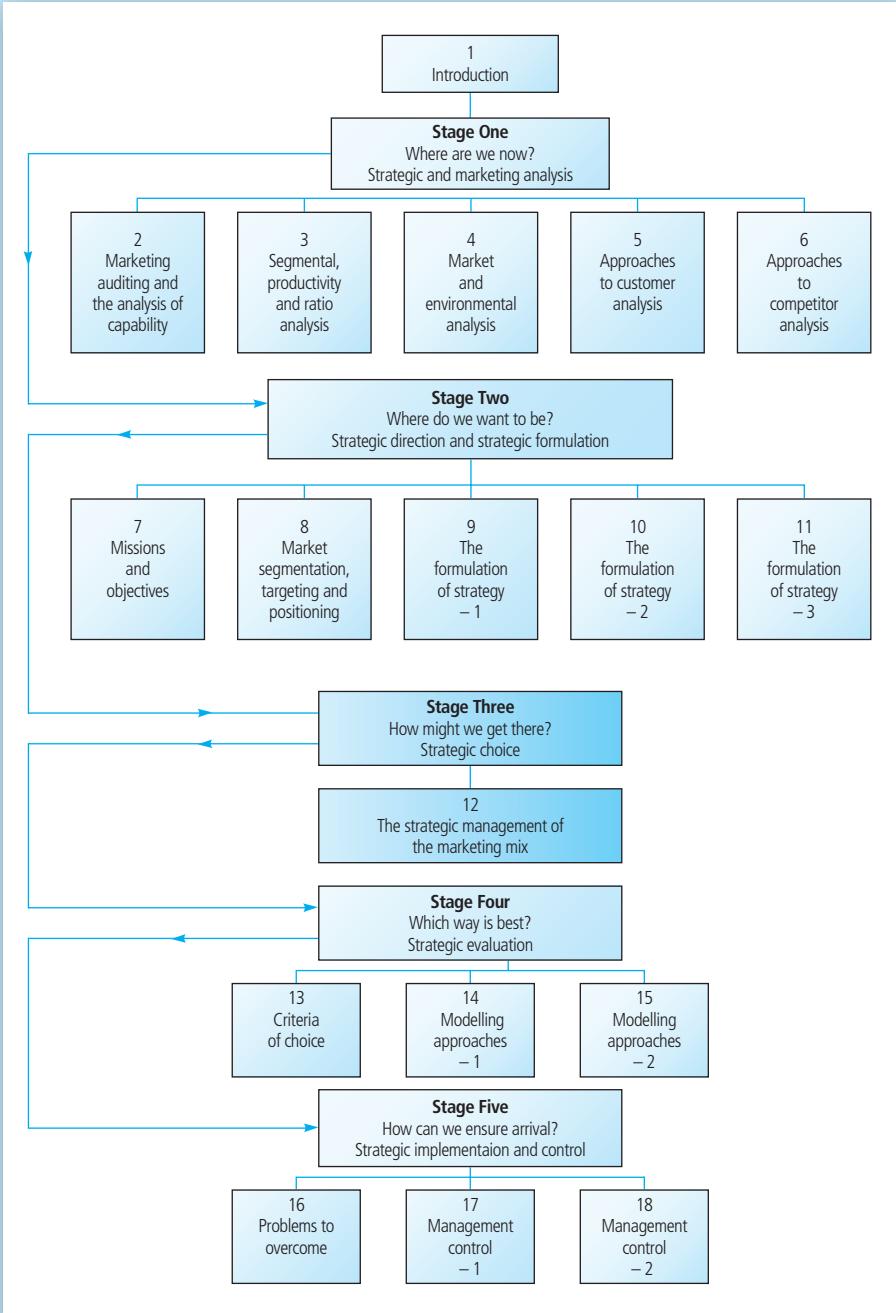 1
Introduction
Stage One
Where are we now?
Strategic and marketing analysis
2
Marketing
auditing and
the analysis of
capability
3
Segmental,
productivity
and ratio
analysis
4
Market
and
environmental
analysis
5
Approaches
to customer
analysis
6
Approaches
to
competitor
analysis
Stage Two
Where do we want to be?
Strategic direction and strategic formulation
7
Missions
and
objectives
8
Market
segmentation,
targeting and
positioning
9
The
formulation
of strategy
– 1
10
The
formulation
of strategy
– 2
11
The
formulation
of strategy
– 3
Stage Three
How might we get there?
Strategic choice
12
The strategic management of
the marketing mix
Stage Four
Which way is best?
Strategic evaluation
13
Criteria
of choice
14
Modelling
approaches
– 1
15
Modelling
approaches
– 2
Stage Five
How can we ensure arrival?
Strategic implementaion and control
16
Problems to
overcome
17
Management
control
– 1
18
Management
control
– 2